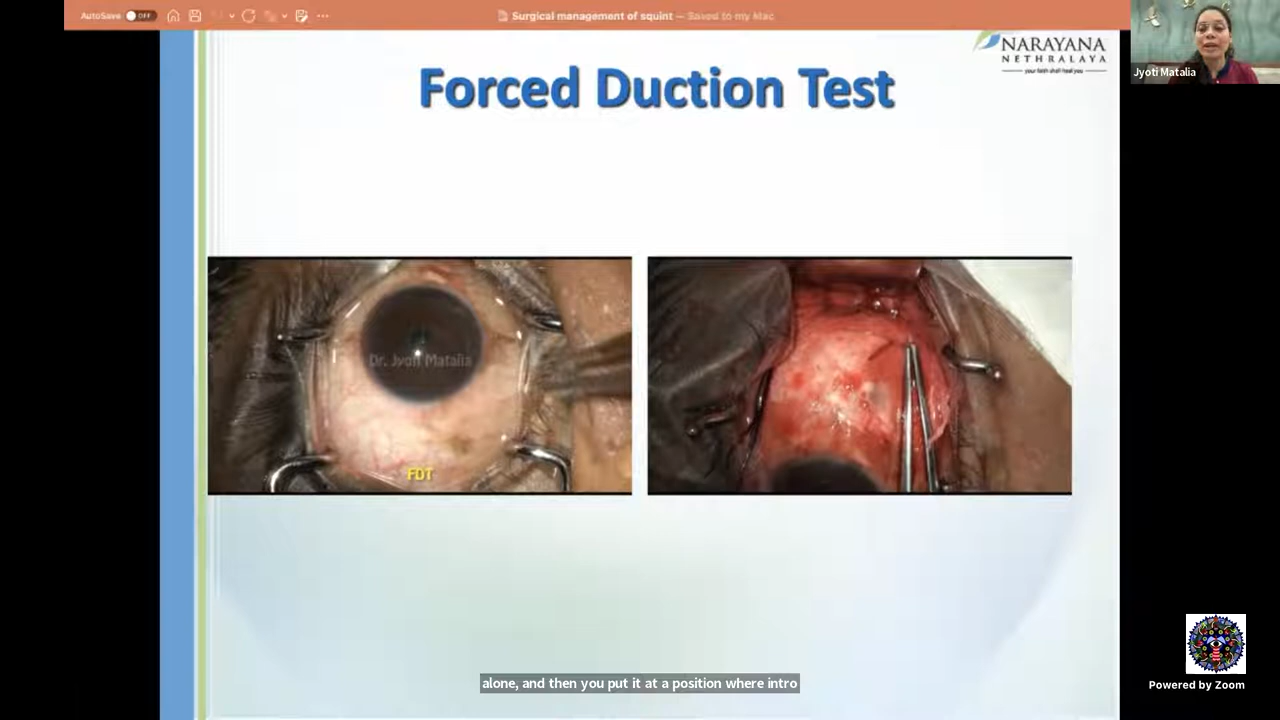 AutoSave OFF
Surgical management of squint — Saved to my Mac
Jyoti Matalia
NARAYANA
NETHRALAYA
your faith shall heal you
Forced Duction Test
Dr. Jyoti Matalia
FDT
alone, and then you put it at a position where intro
Powered by Zoom